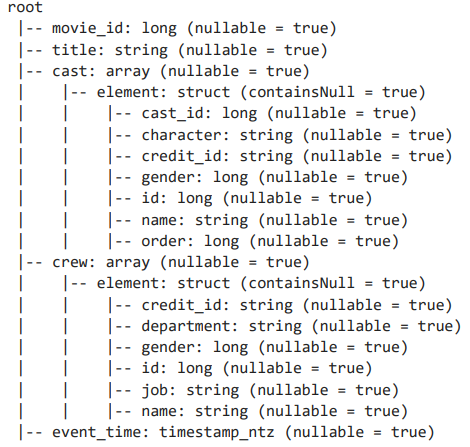 root
 |-- movie_id: long (nullable = true)
 |-- title: string (nullable = true)
 |-- cast: array (nullable = true)
 |    |-- element: struct (containsNull = true)
 |    |    |-- cast_id: long (nullable = true)
 |    |    |-- character: string (nullable = true)
 |    |    |-- credit_id: string (nullable = true)
 |    |    |-- gender: long (nullable = true)
 |    |    |-- id: long (nullable = true)
 |    |    |-- name: string (nullable = true)
 |    |    |-- order: long (nullable = true)
 |-- crew: array (nullable = true)
 |    |-- element: struct (containsNull = true)
 |    |    |-- credit_id: string (nullable = true)
 |    |    |-- department: string (nullable = true)
 |    |    |-- gender: long (nullable = true)
 |    |    |-- id: long (nullable = true)
 |    |    |-- job: string (nullable = true)
 |    |    |-- name: string (nullable = true)
 |-- event_time: timestamp_ntz (nullable = true)